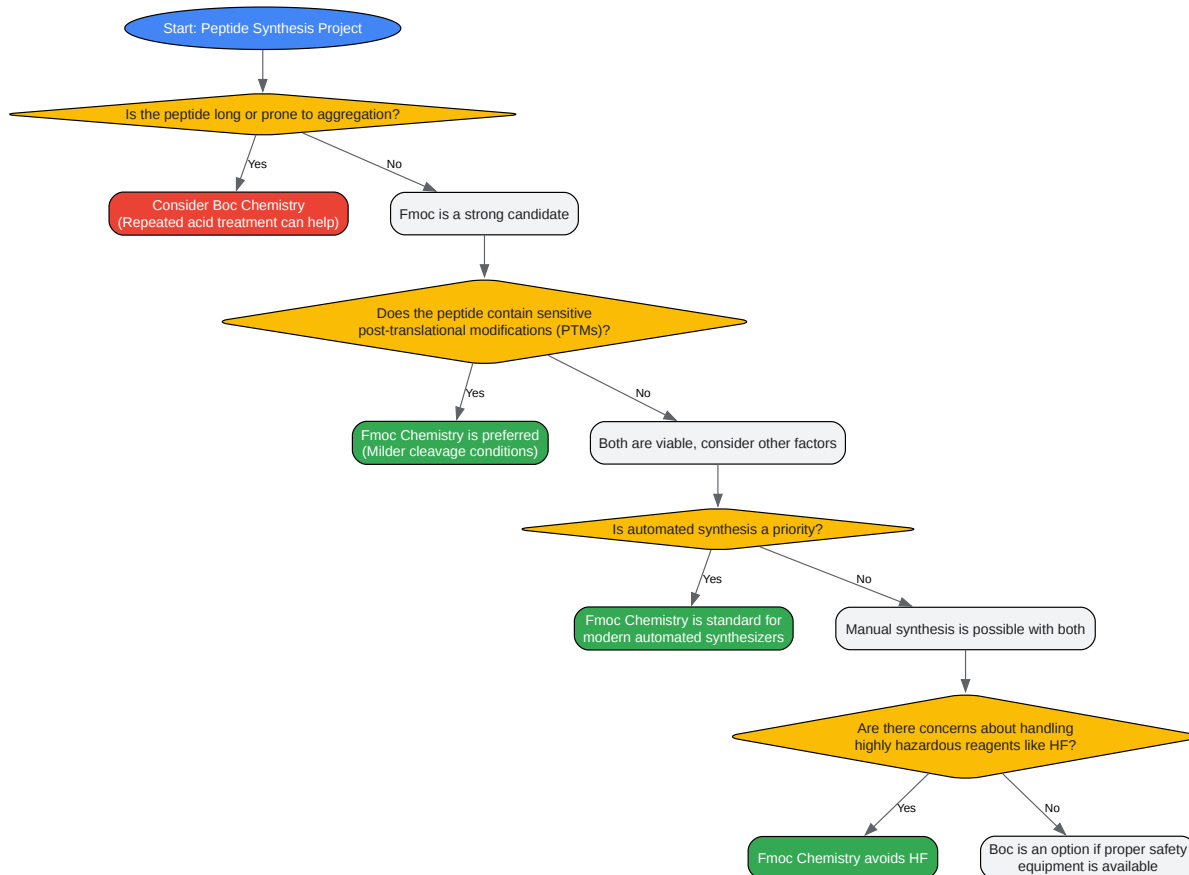 Start: Peptide Synthesis Project
Is the peptide long or prone to aggregation?
Yes
No
Consider Boc Chemistry
(Repeated acid treatment can help)
Fmoc is a strong candidate
Does the peptide contain sensitive
post-translational modifications (PTMs)?
Yes
No
Fmoc Chemistry is preferred
(Milder cleavage conditions)
Both are viable, consider other factors
Is automated synthesis a priority?
Yes
No
Fmoc Chemistry is standard for
modern automated synthesizers
Manual synthesis is possible with both
Are there concerns about handling
highly hazardous reagents like HF?
Yes
No
Fmoc Chemistry avoids HF
Boc is an option if proper safety
equipment is available